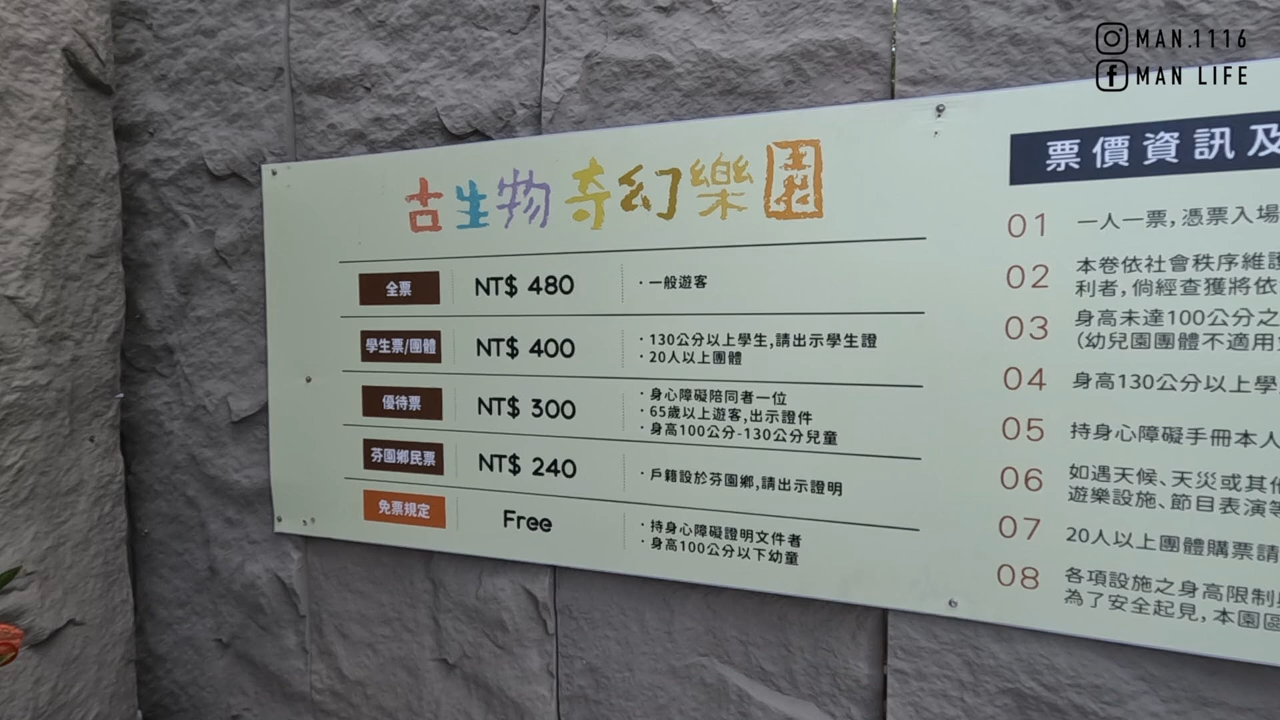 MAN.1116
MAN LIFE
古生物奇幻樂園
全票 NT$ 480 ·一般遊客
學生票/團體 NT$ 400 ·130公分以上學生,請出示學生證
·20人以上團體
優待票 NT$ 300 ·身心障礙陪同者一位
·65歲以上遊客,出示證件
·身高100公分-130公分兒童
芬園鄉民票 NT$ 240 ·戶籍設於芬園鄉,請出示證明
免票規定 Free ·持身心障礙證明文件者
·身高100公分以下幼童
票價資訊及
01 一人一票,憑票入場
02 本卷依社會秩序維護
利者,倘經查獲將依
03 身高未達100公分之
(幼兒園團體不適用
04 身高130公分以上學
05 持身心障礙手冊本人
06 如遇天候、天災或其他
遊樂設施、節目表演等
07 20人以上團體購票請
08 各項設施之身高限制
為了安全起見,本園區